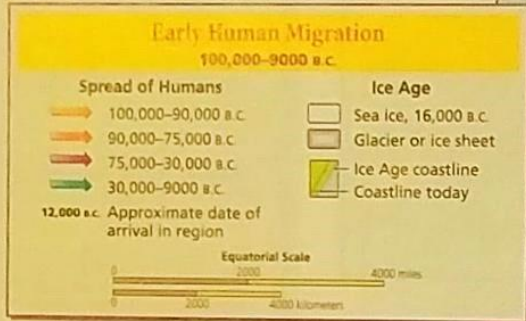 Early Human Migration
100,000–9000 B.C.
Spread of Humans
100,000–90,000 B.C.
90,000–75,000 B.C.
75,000–30,000 B.C.
30,000–9000 B.C.
12,000 B.C. Approximate date of
arrival in region
Ice Age
Sea ice, 16,000 B.C.
Glacier or ice sheet
Ice Age coastline
Coastline today
Equatorial Scale
0 2000 4000 miles
0 2000 4000 kilometers